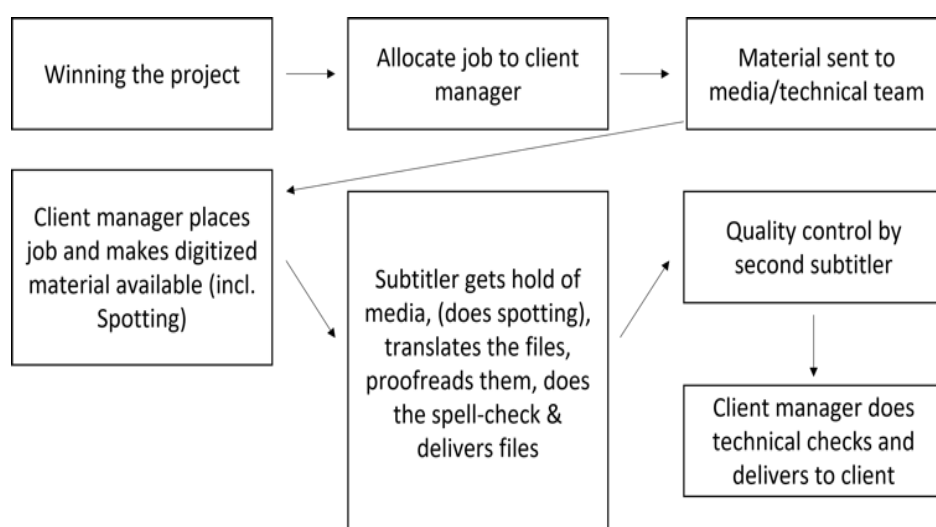 Winning the project
Allocate job to client
manager
Material sent to
media/technical team
Client manager places
job and makes digitized
material available (incl.
Spotting)
Subtitler gets hold of
media, (does spotting),
translates the files,
proofreads them, does
the spell-check &
delivers files
Quality control by
second subtitler
Client manager does
technical checks and
delivers to client